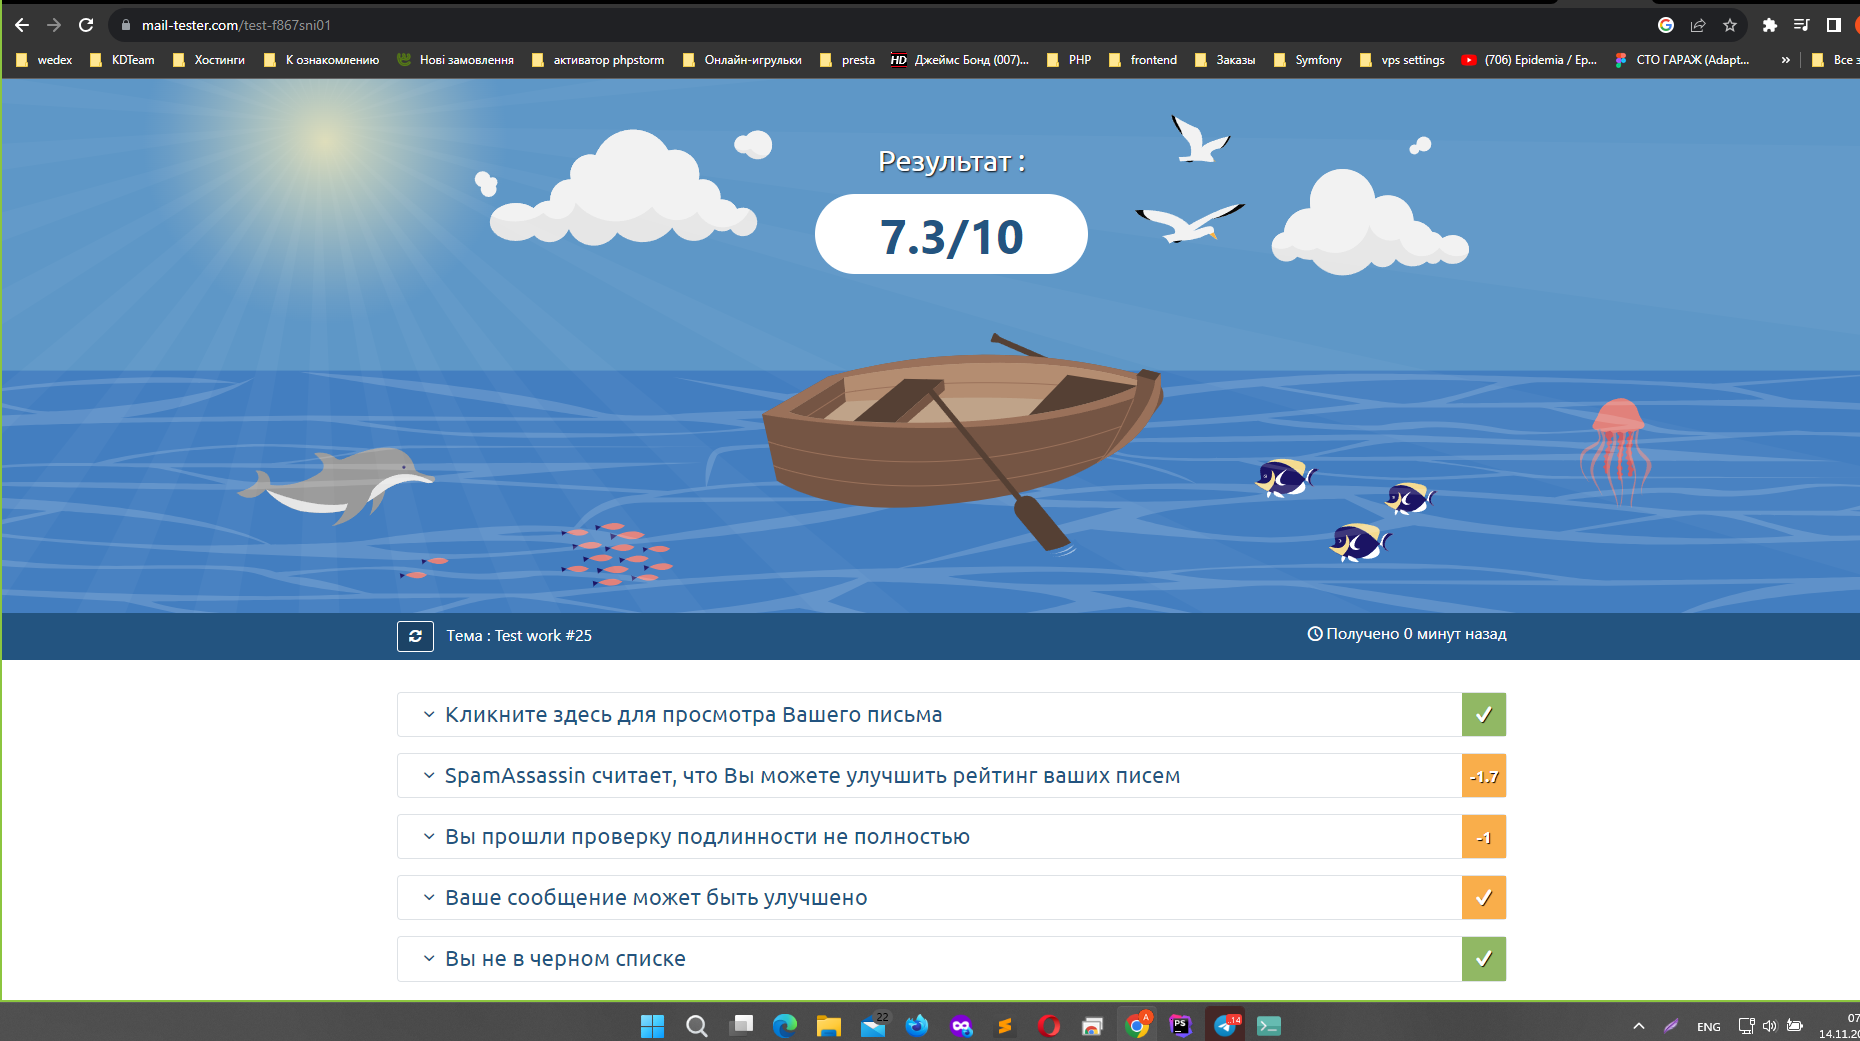 mail-tester.com/test-f867sni01
wedex KDTeam Хостинги К ознакомлению Нові замовлення активатор phpstorm Онлайн-игрульки presta HD Джеймс Бонд (007)... PHP frontend Заказы Symfony vps settings (706) Epidemia / Ep... СТО ГАРАЖ (Adapt... » Все з
Результат :
7.3/10
Тема : Test work #25
Получено 0 минут назад
Кликните здесь для просмотра Вашего письма
SpamAssassin считает, что Вы можете улучшить рейтинг ваших писем -1.7
Вы прошли проверку подлинности не полностью -1
Ваше сообщение может быть улучшено
Вы не в черном списке
22 A PS 14 ENG 07
14.11.20